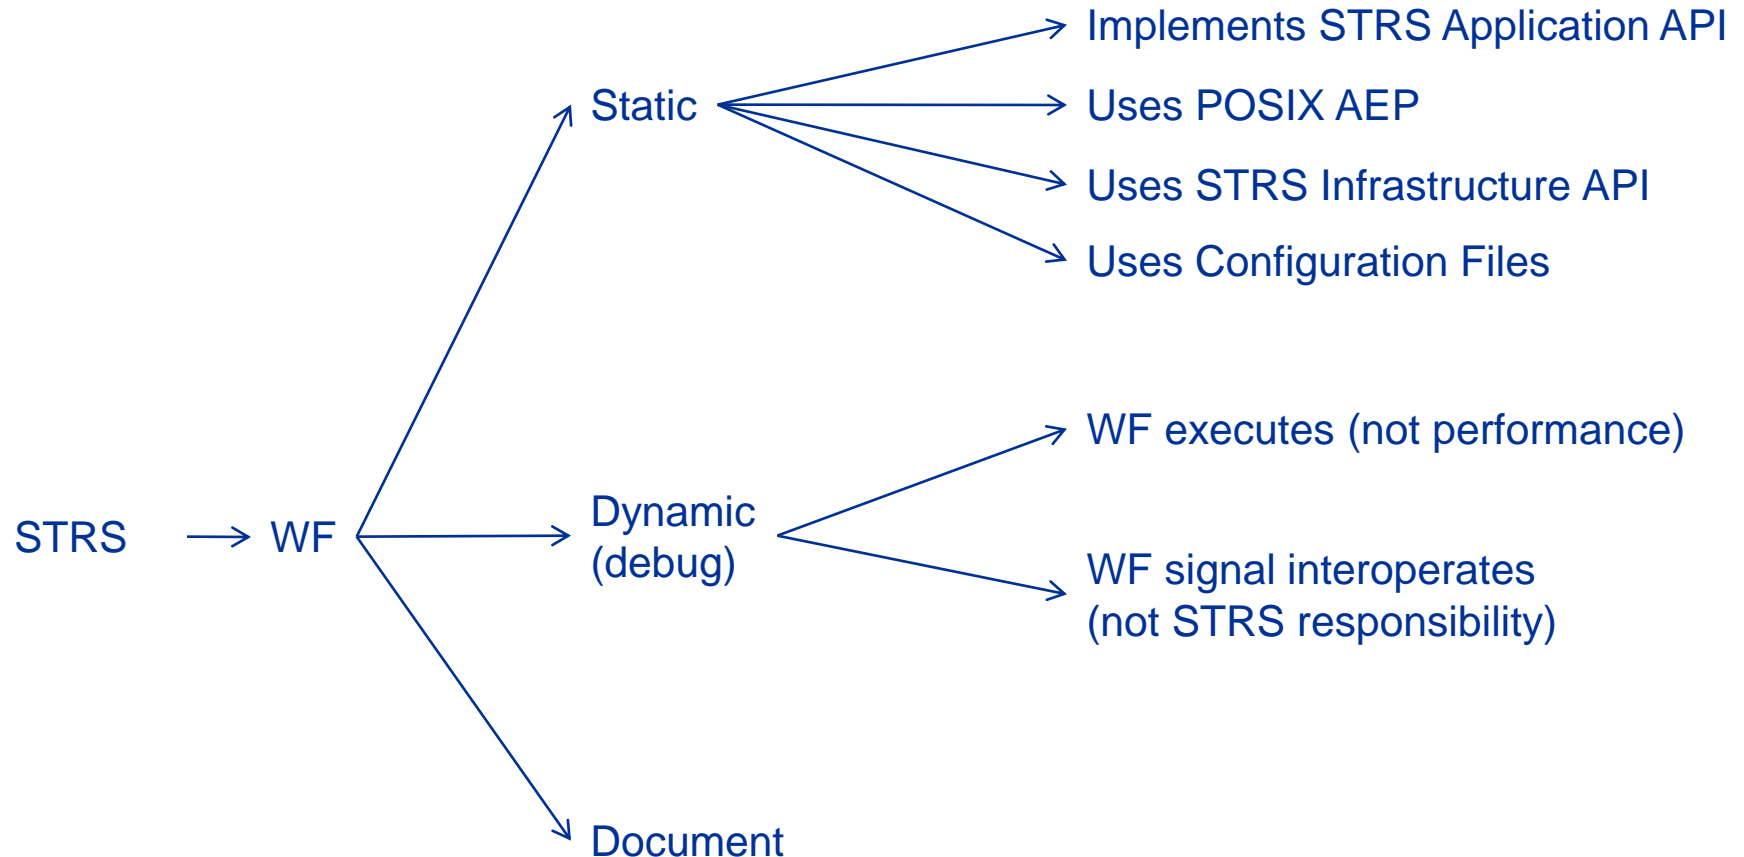 Implements STRS Application API
Static
Uses POSIX AEP
Uses STRS Infrastructure API
Uses Configuration Files
WF executes (not performance)
STRS
WF
Dynamic
(debug)
WF signal interoperates
(not STRS responsibility)
Document